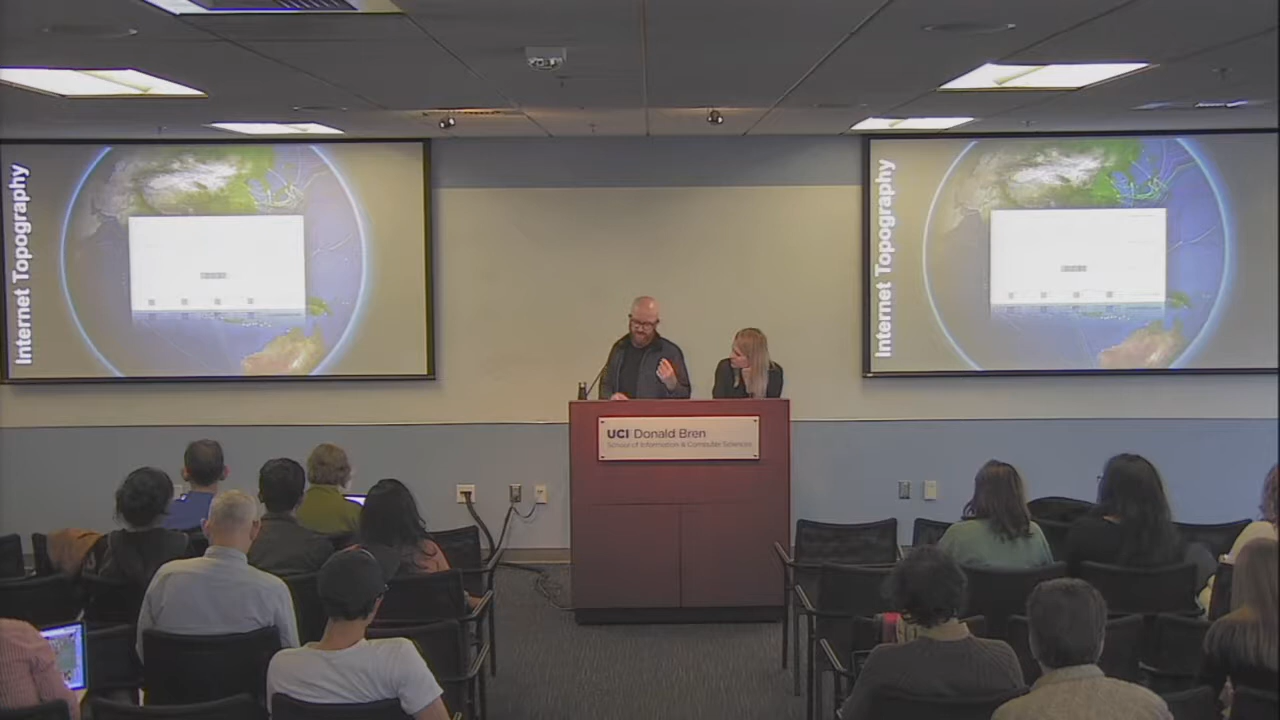 Internet Topography
UCI Donald Bren
School of Information & Computer Sciences
Internet Topography